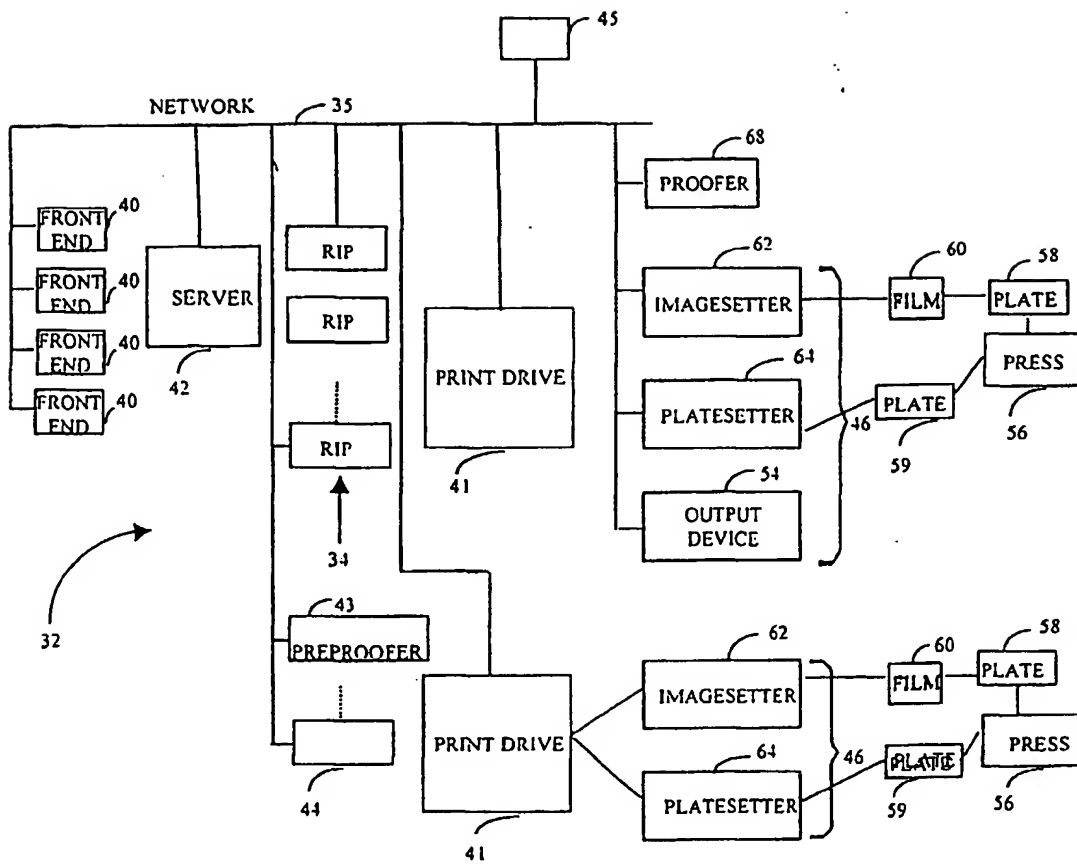 45
NETWORK
35
68
PROOFER
FRONT
END
40
FRONT
END
40
FRONT
END
40
FRONT
END
40
SERVER
42
RIP
RIP
RIP
34
PRINT DRIVE
41
62
IMAGESETTER
60
FILM
58
PLATE
PRESS
56
64
PLATESETTER
46
PLATE
59
54
OUTPUT
DEVICE
32
43
PREPROOFER
44
PRINT DRIVE
41
62
IMAGESETTER
60
FILM
58
PLATE
PRESS
56
64
PLATESETTER
46
PLATE
59